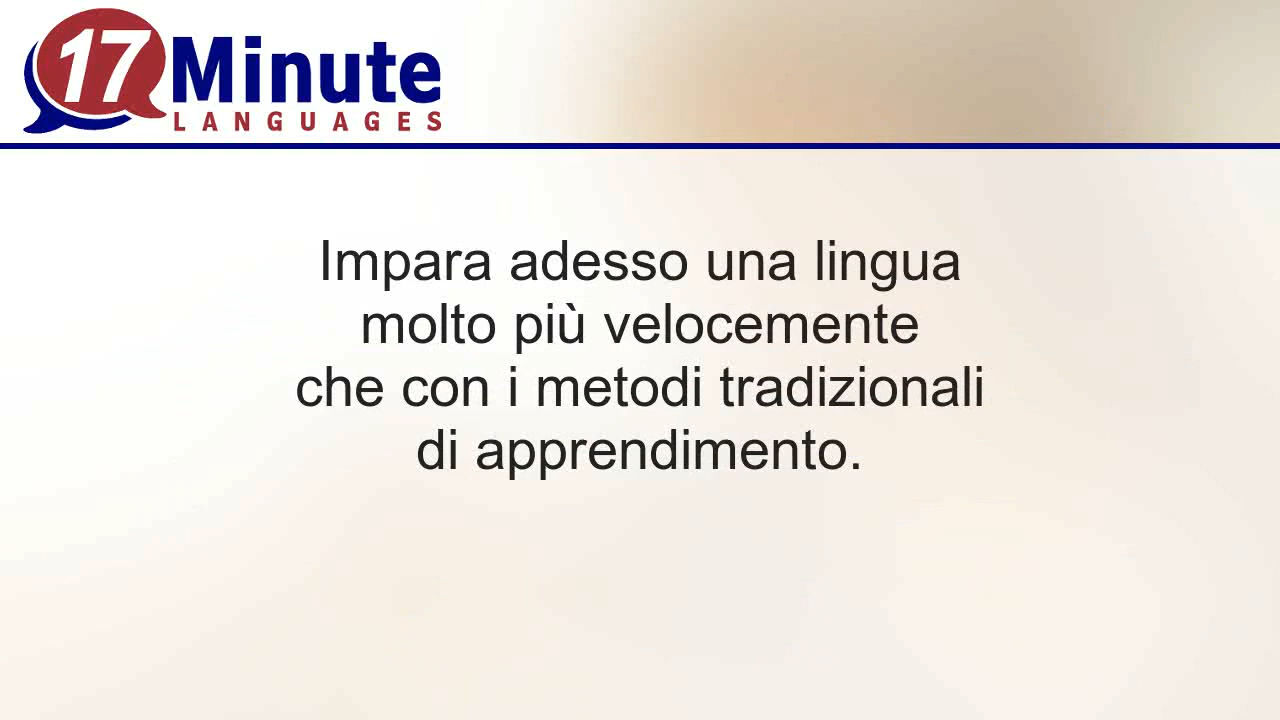 17 Minute
LANGUAGES
Impara adesso una lingua
molto più velocemente
che con i metodi tradizionali
di apprendimento.